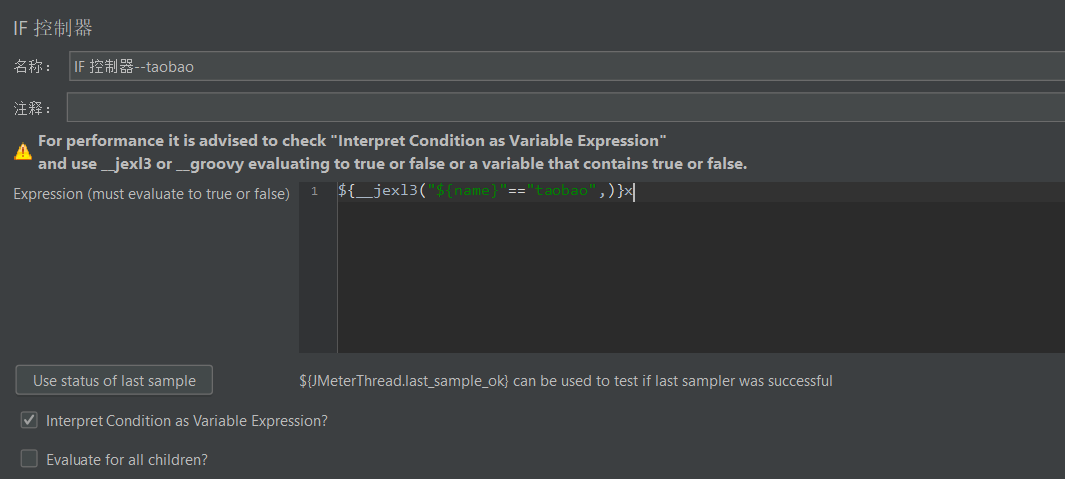 IF 控制器
名称：
IF 控制器--taobao
注释：
For performance it is advised to check "Interpret Condition as Variable Expression"
and use __jexl3 or __groovy evaluating to true or false or a variable that contains true or false.
Expression (must evaluate to true or false)
1
${__jexl3("${name}"=="taobao",)}x
Use status of last sample
${JMeterThread.last_sample_ok} can be used to test if last sampler was successful
Interpret Condition as Variable Expression?
Evaluate for all children?